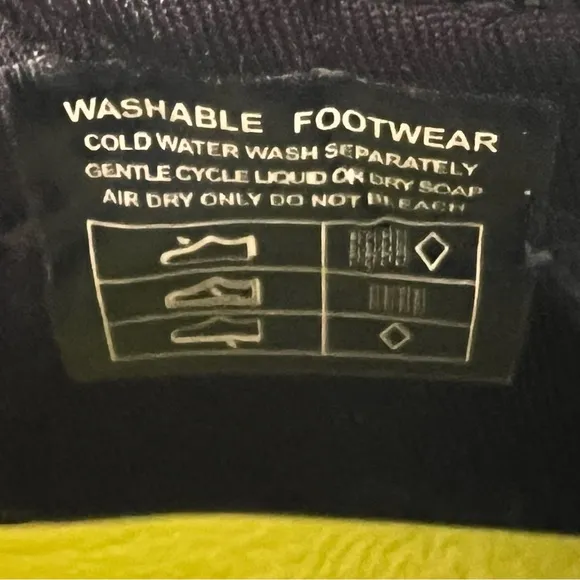 WASHABLE FOOTWEAR
COLD WATER WASH SEPARATELY
GENTLE CYCLE LIQUID OR DRY SOAP
AIR DRY ONLY DO NOT BLEACH